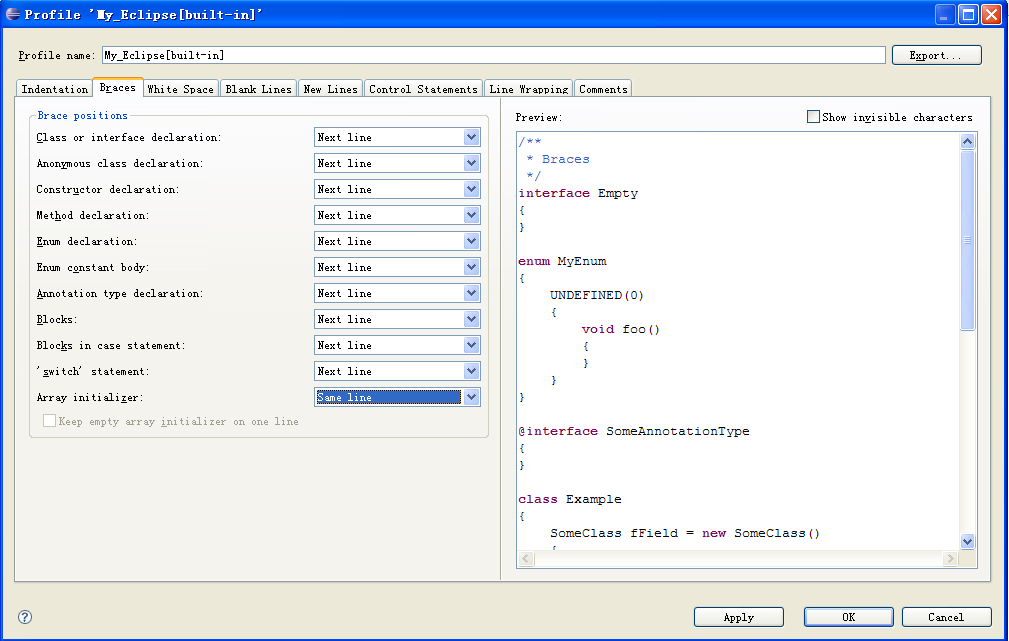 Profile 'My_Eclipse[built-in]'
Profile name: My_Eclipse[built-in] Export...
Indentation Braces White Space Blank Lines New Lines Control Statements Line Wrapping Comments
Brace positions
Class or interface declaration: Next line
Anonymous class declaration: Next line
Constructor declaration: Next line
Method declaration: Next line
Enum declaration: Next line
Enum constant body: Next line
Annotation type declaration: Next line
Blocks: Next line
Blocks in case statement: Next line
'switch' statement: Next line
Array initializer: Same line
Keep empty array initializer on one line
Preview: Show invisible characters
/**
 * Braces
 */
interface Empty
{
}
enum MyEnum
{
    UNDEFINED(0)
    {
        void foo()
        {
        }
    }
}
@interface SomeAnnotationType
{
}
class Example
{
    SomeClass fField = new SomeClass()
    {
Apply OK Cancel